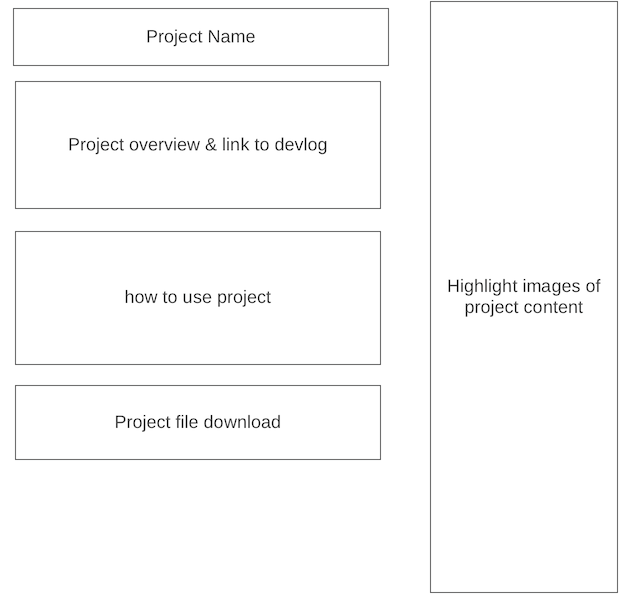 Project Name
Project overview & link to devlog
how to use project
Project file download
Highlight images of
project content